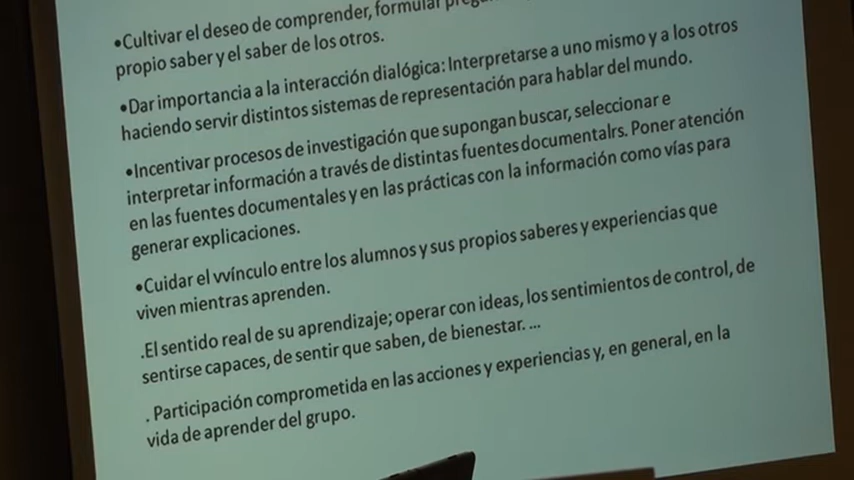 •Cultivar el deseo de comprender, formular
propio saber y el saber de los otros.
•Dar importancia a la interacción dialógica: Interpretarse a uno mismo y a los otros
haciendo servir distintos sistemas de representación para hablar del mundo.
•Incentivar procesos de investigación que supongan buscar, seleccionar e
interpretar información a través de distintas fuentes documentalrs. Poner atención
en las fuentes documentales y en las prácticas con la información como vías para
generar explicaciones.
•Cuidar el vvínculo entre los alumnos y sus propios saberes y experiencias que
viven mientras aprenden.
.El sentido real de su aprendizaje; operar con ideas, los sentimientos de control, de
sentirse capaces, de sentir que saben, de bienestar. ...
. Participación comprometida en las acciones y experiencias y, en general, en la
vida de aprender del grupo.